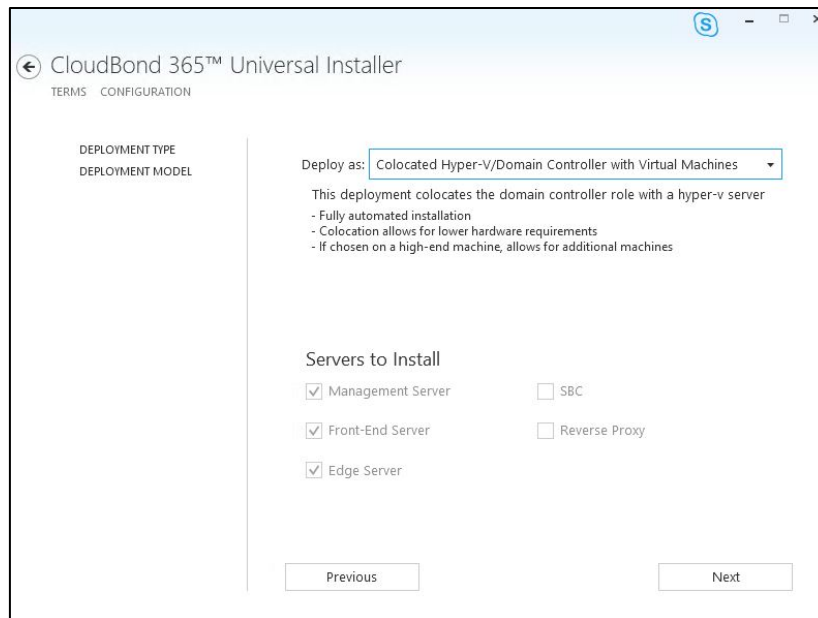 S
CloudBond 365™ Universal Installer
TERMS CONFIGURATION
DEPLOYMENT TYPE
DEPLOYMENT MODEL
Deploy as: Colocated Hyper-V/Domain Controller with Virtual Machines
This deployment colocates the domain controller role with a hyper-v server
- Fully automated installation
- Colocation allows for lower hardware requirements
- If chosen on a high-end machine, allows for additional machines
Servers to Install
Management Server
SBC
Front-End Server
Reverse Proxy
Edge Server
Previous
Next